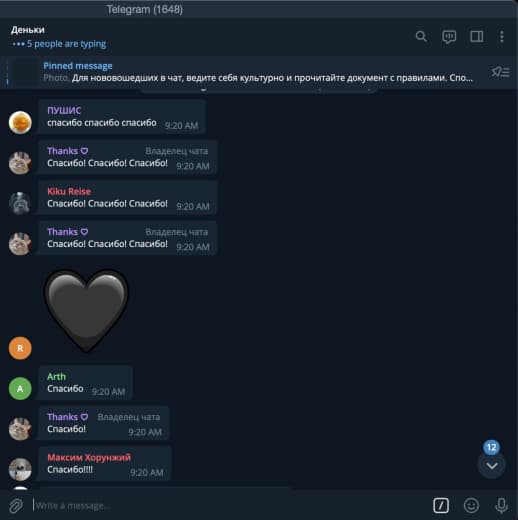 Telegram (1648)
Деньки
5 people are typing
Pinned message
Photo, Для нововошедших в чат, ведите себя культурно и прочитайте документ с правилами. Спо...
ПУШИС
спасибо спасибо спасибо 9:20 AM
Thanks ♡ Владелец чата
Спасибо! Спасибо! Спасибо! 9:20 AM
Kiku Reise
Спасибо! Спасибо! Спасибо! 9:20 AM
Thanks ♡ Владелец чата
Спасибо! Спасибо! Спасибо! 9:20 AM
R
Arth
A
Спасибо 9:20 AM
Thanks ♡ Владелец чата
Спасибо! 9:20 AM
Максим Хорунжий
Спасибо!!!! 9:20 AM
12
Write a message...